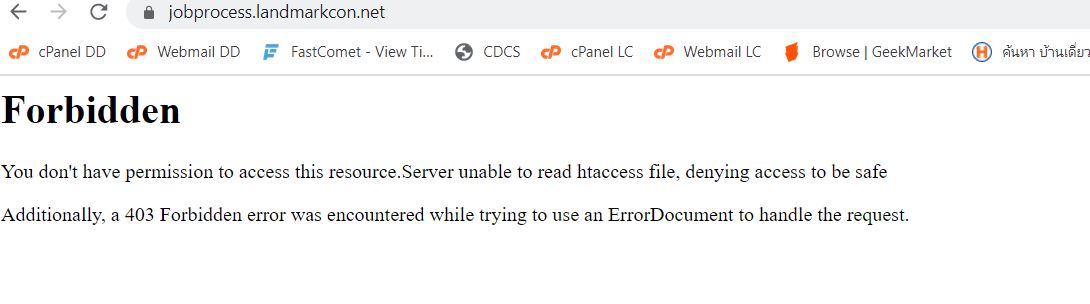 jobprocess.landmarkcon.net
cPanel DD Webmail DD FastComet - View Ti... CDCS cPanel LC Webmail LC Browse | GeekMarket ค้นหา บ้านเดี่ยว
Forbidden
You don't have permission to access this resource.Server unable to read htaccess file, denying access to be safe
Additionally, a 403 Forbidden error was encountered while trying to use an ErrorDocument to handle the request.